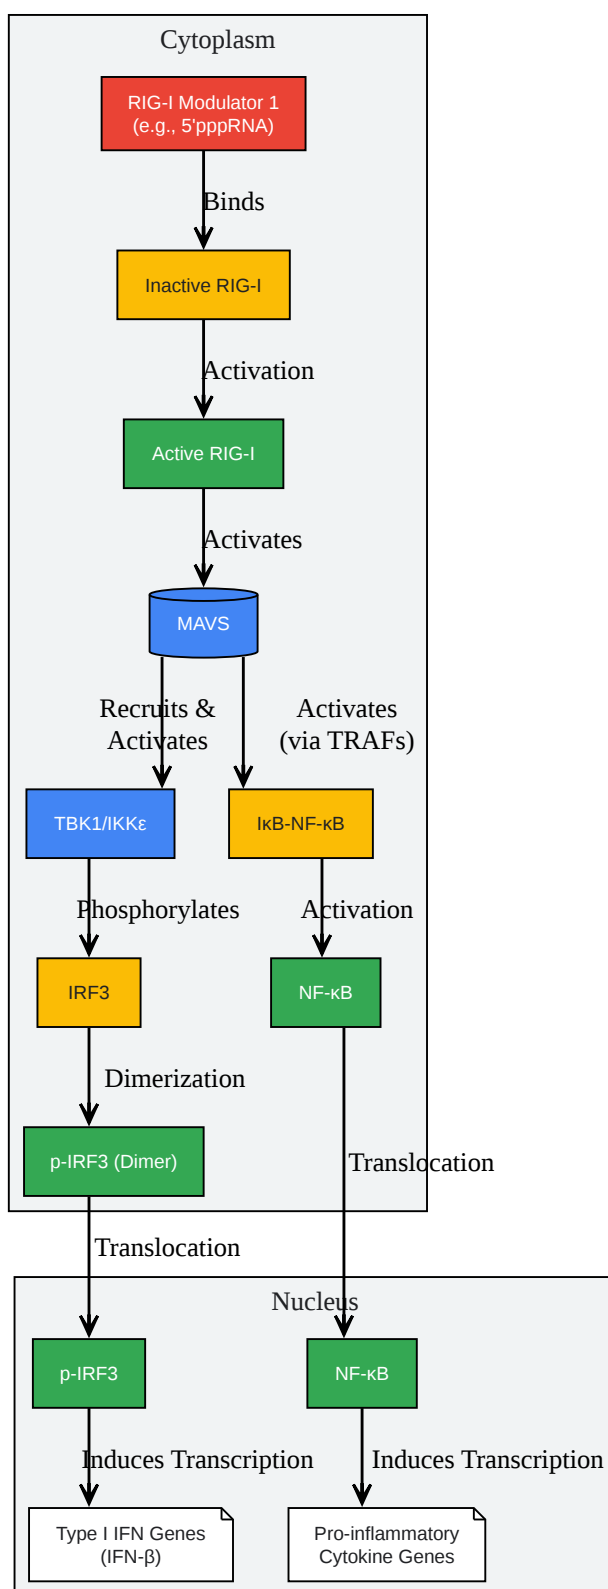 Cytoplasm
RIG-I Modulator 1
(e.g., 5'pppRNA)
Binds
Inactive RIG-I
Activation
Active RIG-I
Activates
MAVS
Recruits &
Activates
Activates
(via TRAFs)
TBK1/IKKε
IκB-NF-κB
Phosphorylates
Activation
IRF3
NF-κB
Dimerization
p-IRF3 (Dimer)
Translocation
Translocation
Nucleus
p-IRF3
NF-κB
Induces Transcription
Induces Transcription
Type I IFN Genes
(IFN-β)
Pro-inflammatory
Cytokine Genes